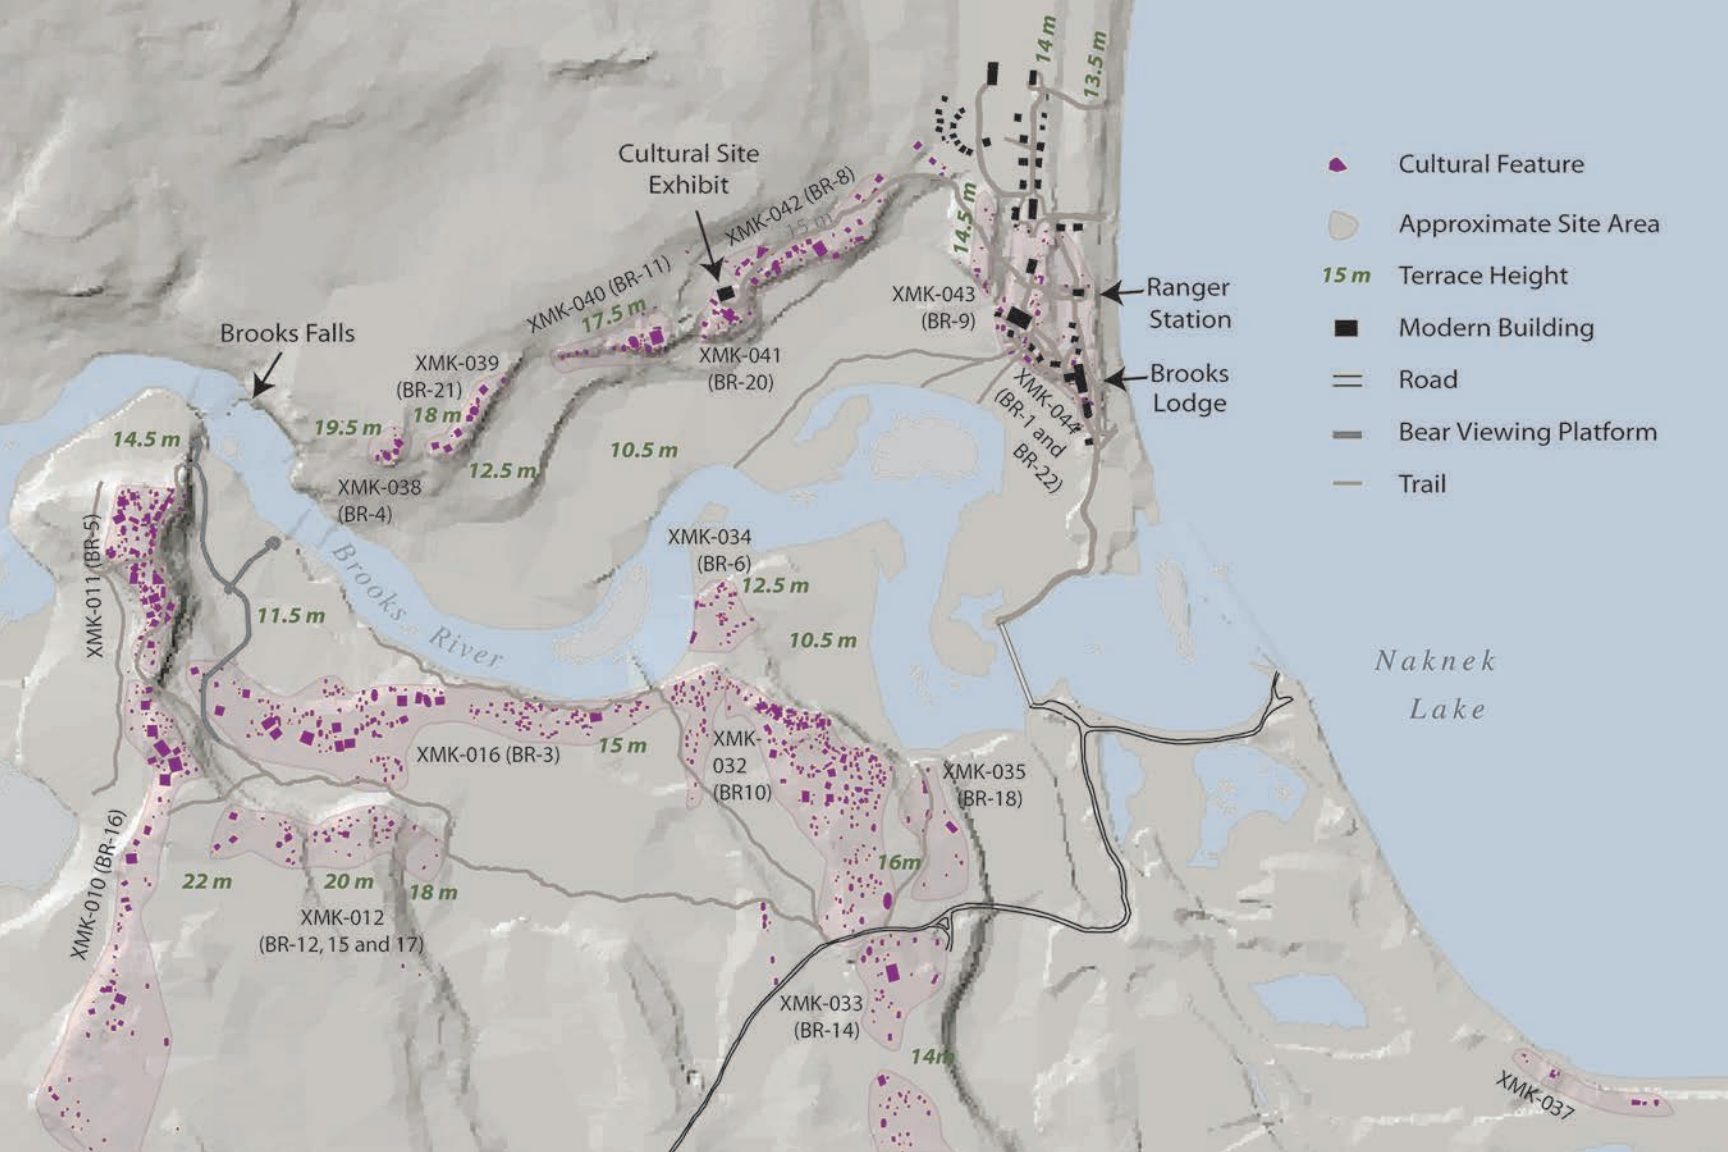 14 m
13.5 m
Cultural Site
Exhibit
XMK-042 (BR-8)
15 m
14.5 m
XMK-040 (BR-11)
17.5 m
XMK-043
(BR-9)
Ranger
Station
Brooks Falls
XMK-039
(BR-21)
XMK-041
(BR-20)
Brooks
Lodge
XMK-044
(BR-1 and
BR-22)
19.5 m
18 m
14.5 m
12.5 m
10.5 m
XMK-038
(BR-4)
XMK-011 (BR-5)
XMK-034
(BR-6)
12.5 m
Brooks River
11.5 m
10.5 m
Naknek
Lake
XMK-016 (BR-3)
15 m
XMK-
032
(BR10)
XMK-035
(BR-18)
XMK-010 (BR-16)
22 m
20 m
18 m
16m
XMK-012
(BR-12, 15 and 17)
XMK-033
(BR-14)
14m
XMK-037
Cultural Feature
Approximate Site Area
15 m
Terrace Height
Modern Building
Road
Bear Viewing Platform
Trail